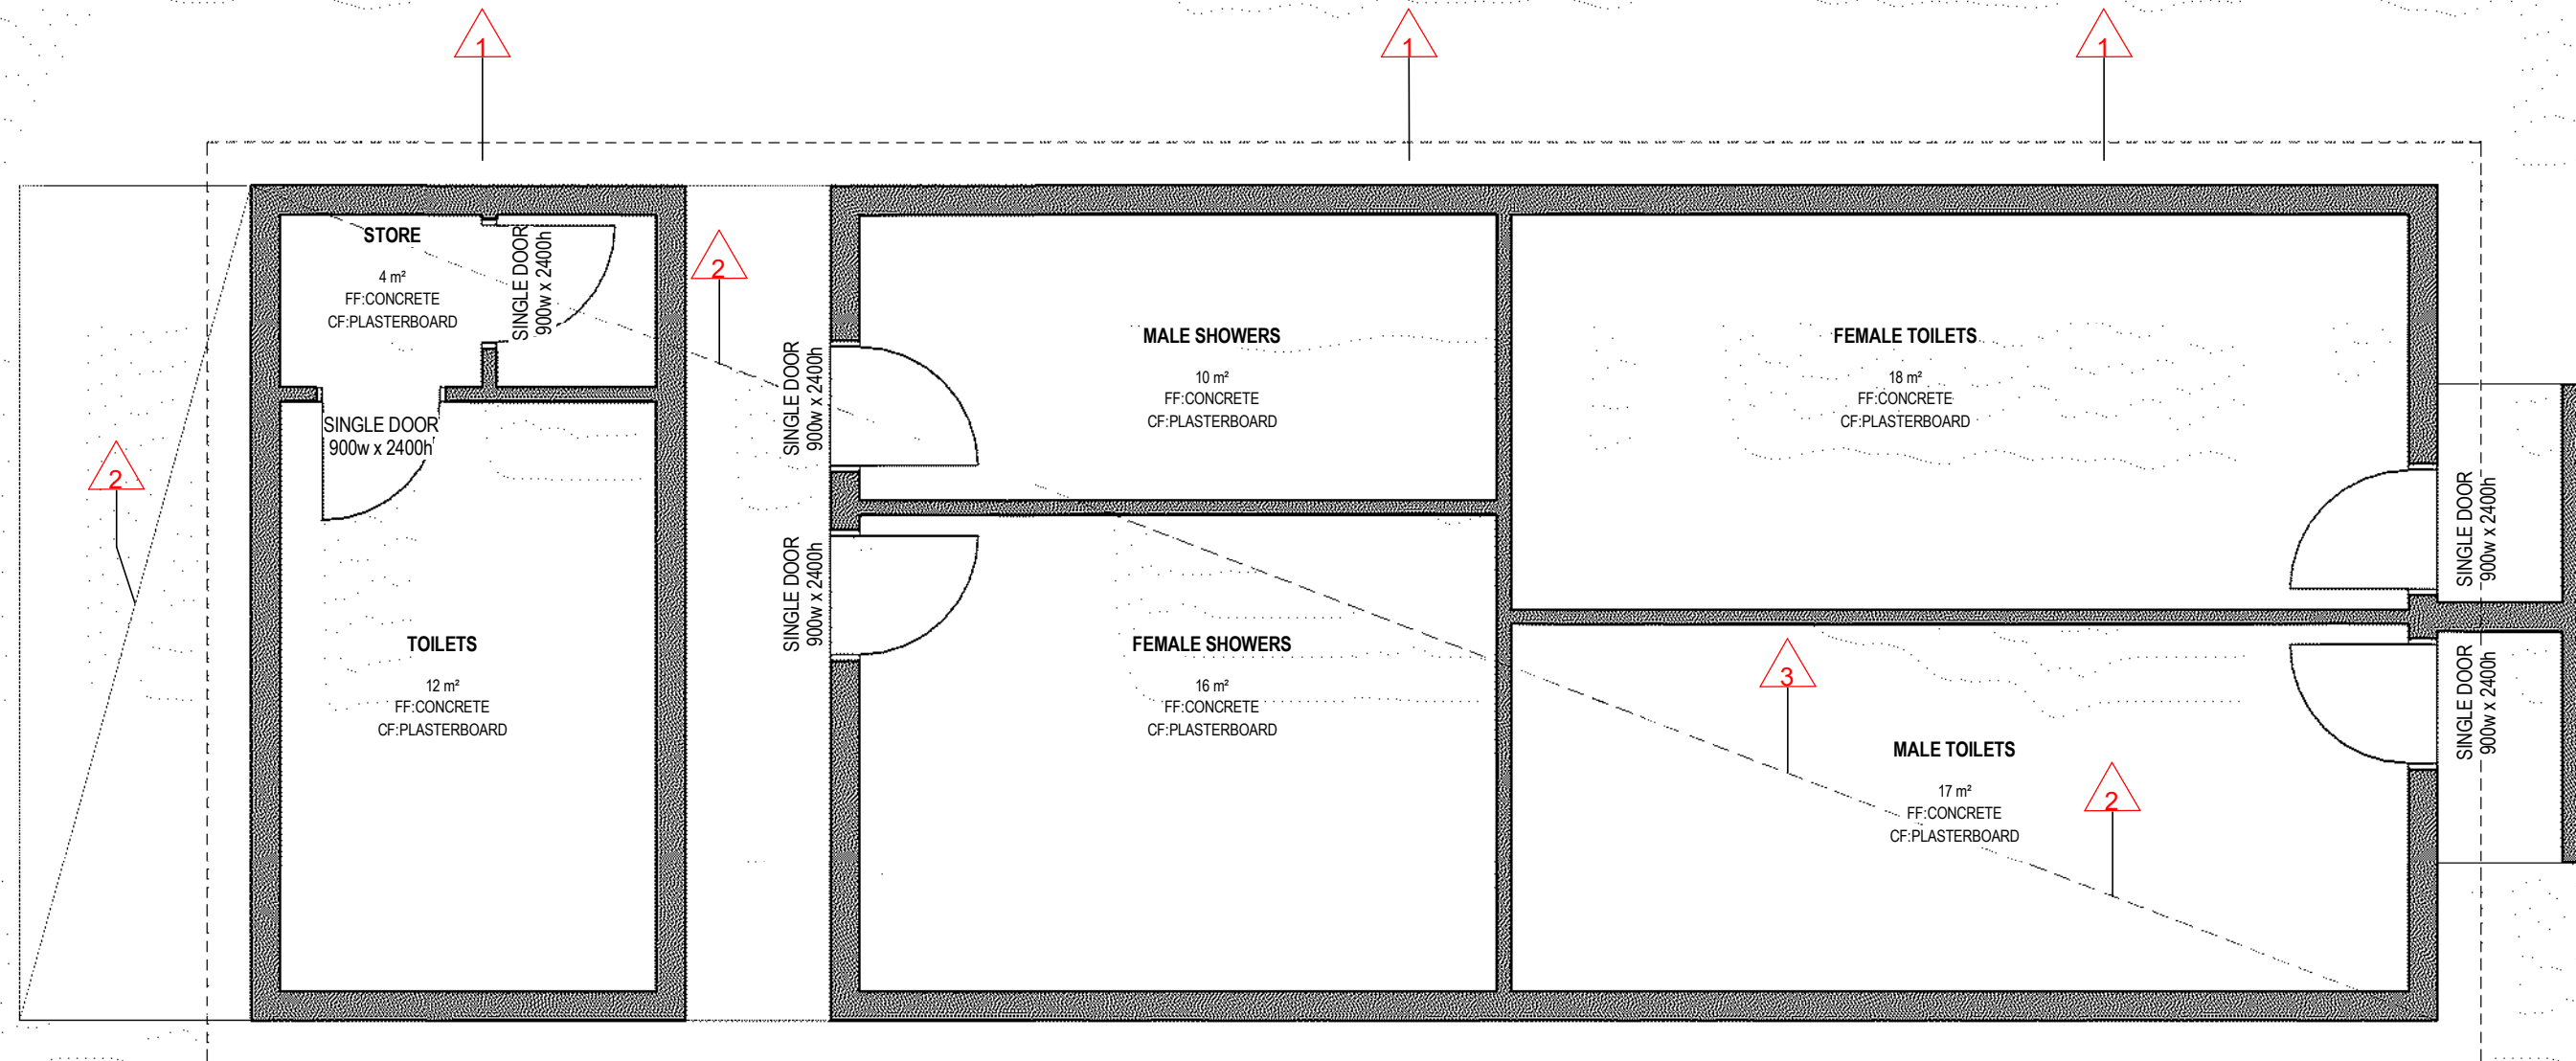 1
1
1
STORE
4 m²
FF:CONCRETE
CF:PLASTERBOARD
SINGLE DOOR
900w x 2400h
2
SINGLE DOOR
900w x 2400h
MALE SHOWERS
10 m²
FF:CONCRETE
CF:PLASTERBOARD
FEMALE TOILETS
18 m²
FF:CONCRETE
CF:PLASTERBOARD
SINGLE DOOR
900w x 2400h
2
SINGLE DOOR
900w x 2400h
SINGLE DOOR
900w x 2400h
TOILETS
12 m²
FF:CONCRETE
CF:PLASTERBOARD
FEMALE SHOWERS
16 m²
FF:CONCRETE
CF:PLASTERBOARD
3
SINGLE DOOR
900w x 2400h
MALE TOILETS
17 m²
FF:CONCRETE
CF:PLASTERBOARD
2